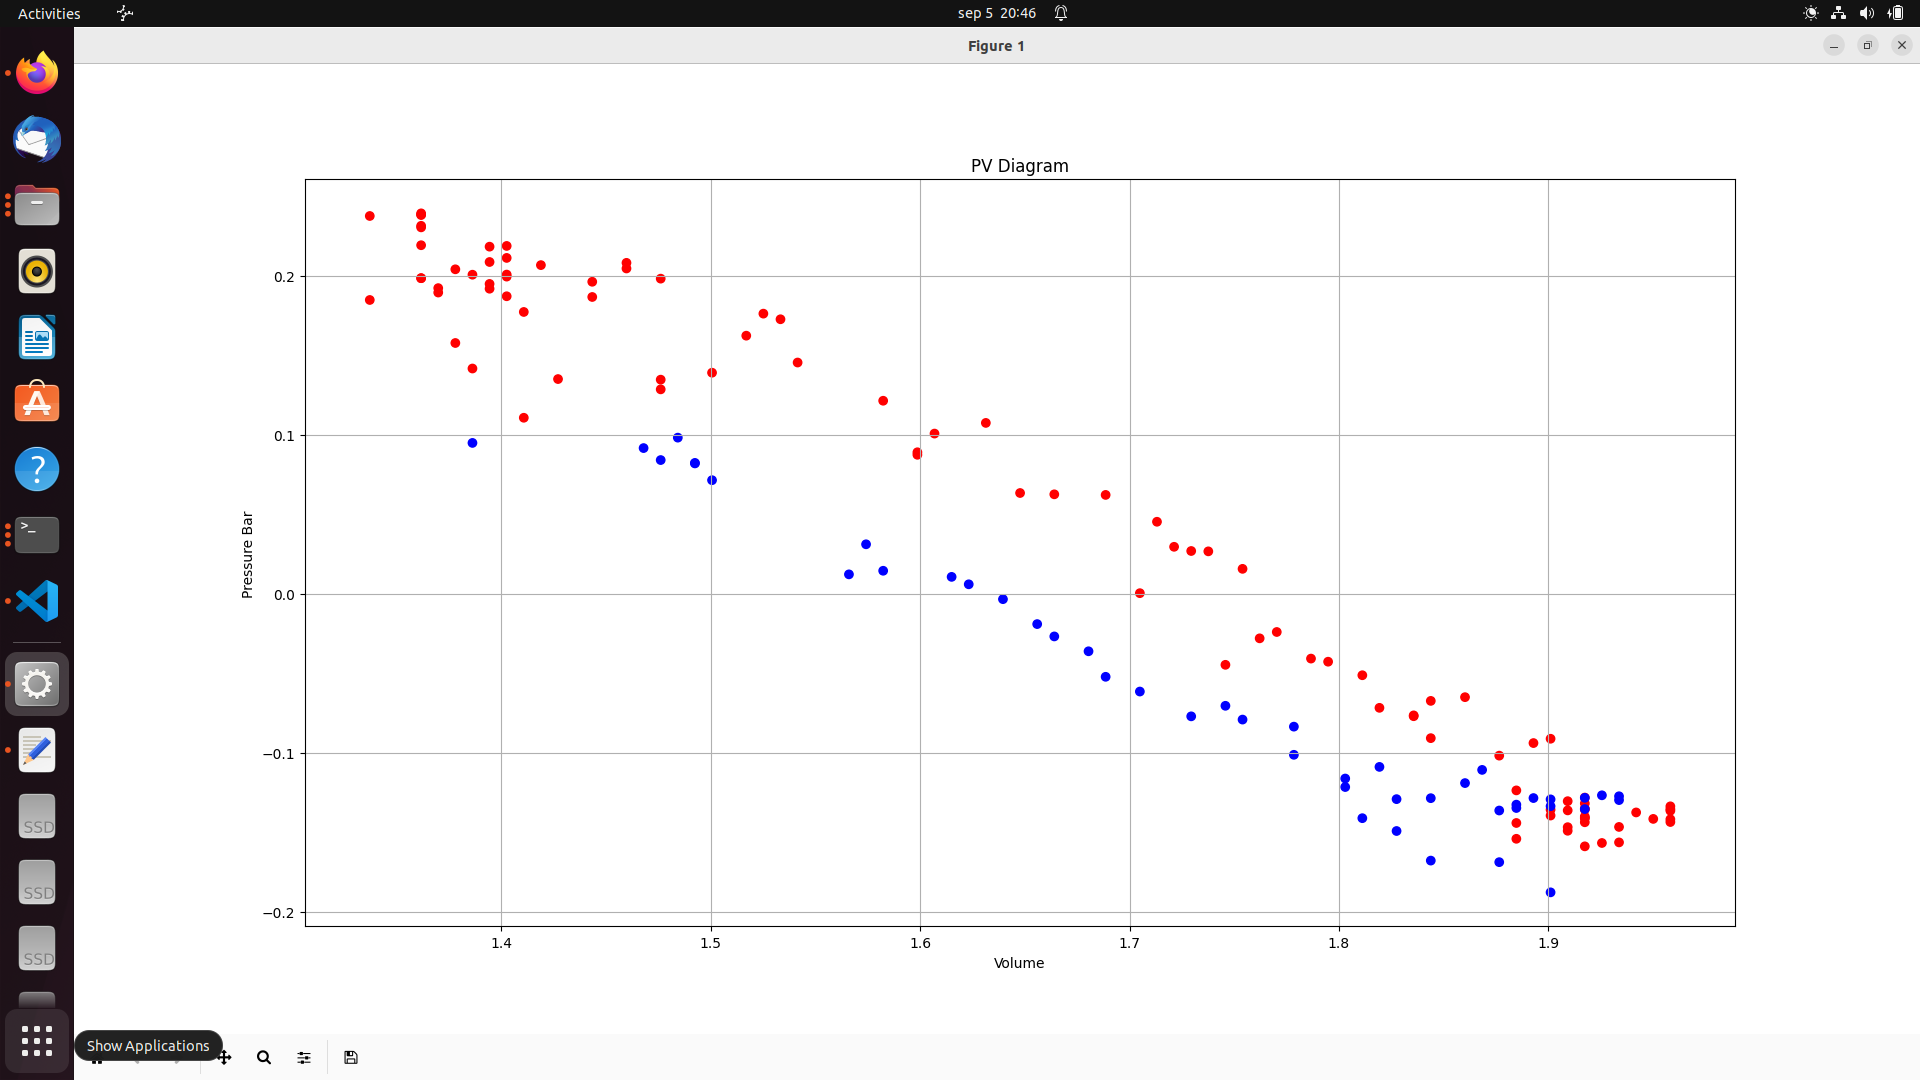 Activities
sep 5 20:46
Figure 1
PV Diagram
0.2
0.1
0.0
−0.1
−0.2
Pressure Bar
1.4 1.5 1.6 1.7 1.8 1.9
Volume
>_
?
SSD
SSD
SSD
Show Applications